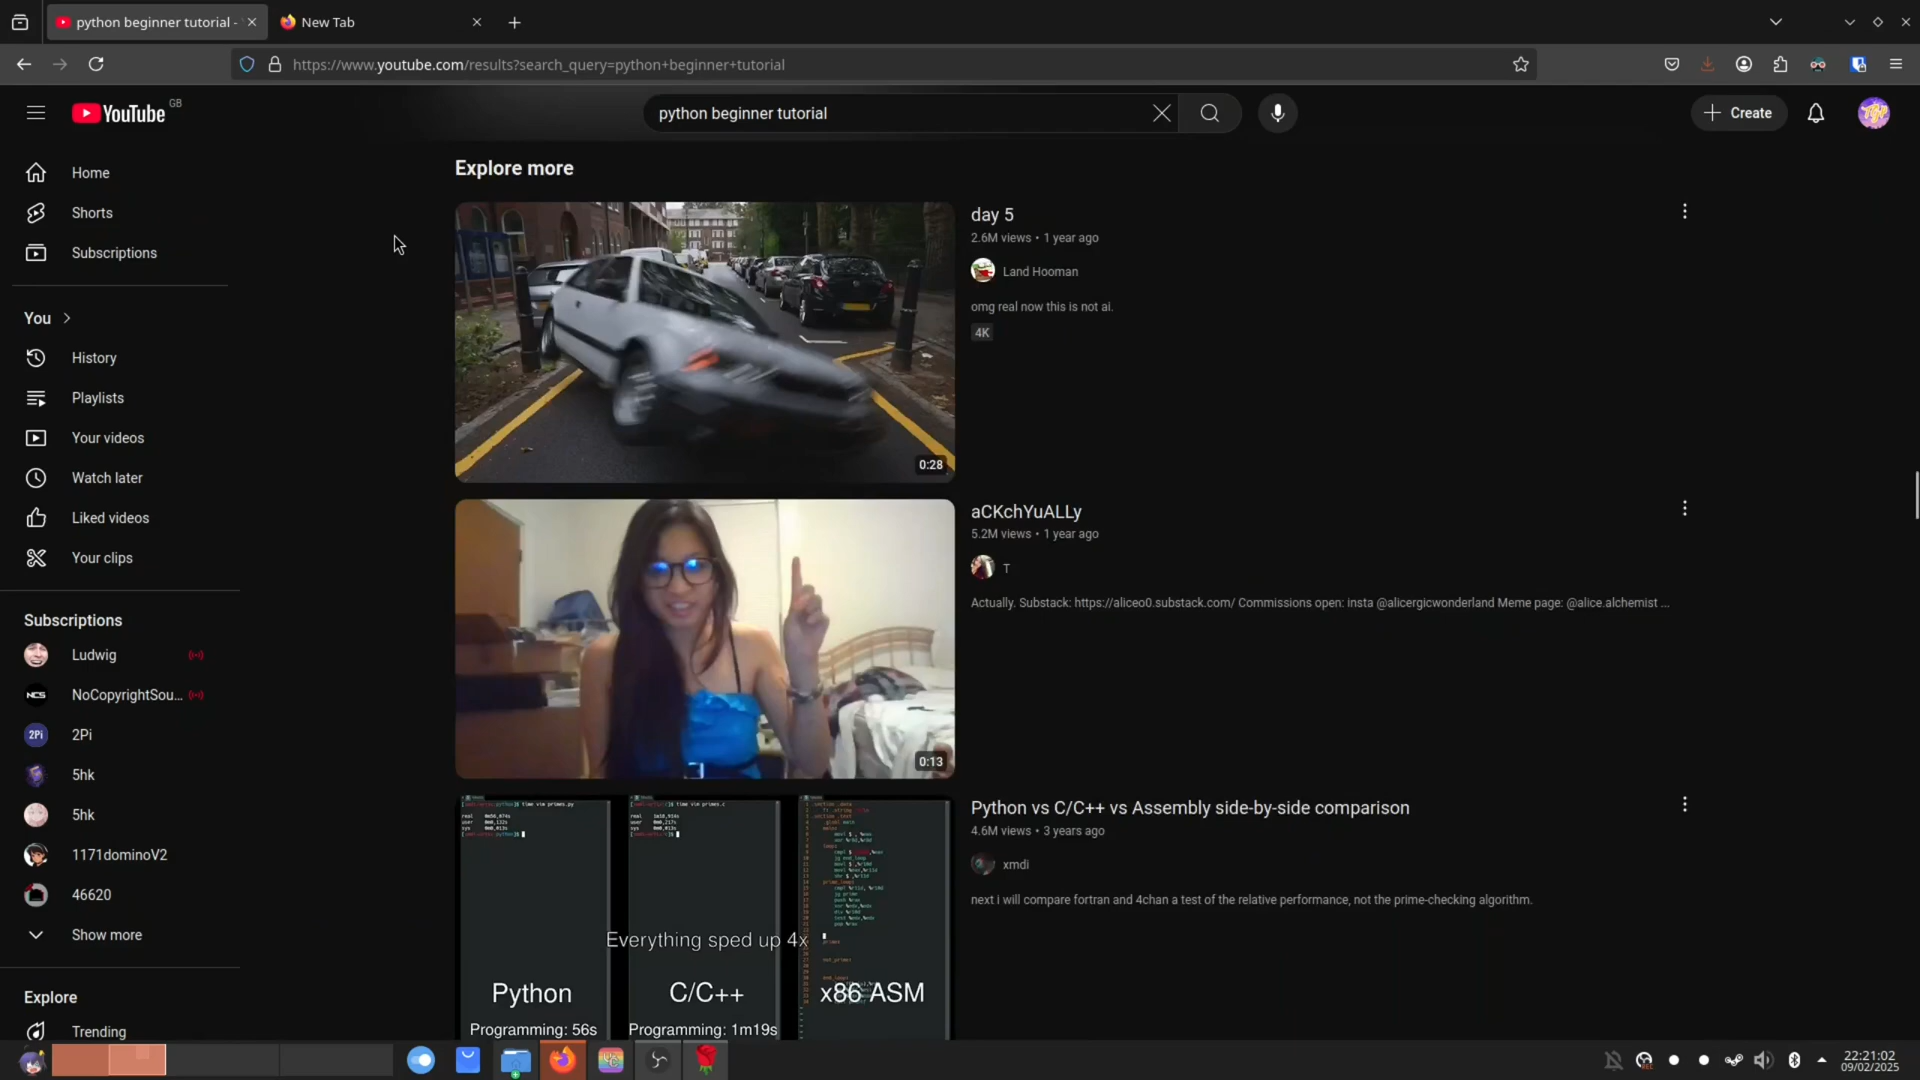 python beginner tutorial -
New Tab
https://www.youtube.com/results?search_query=python+beginner+tutorial
YouTube
GB
python beginner tutorial
Create
Home
Shorts
Subscriptions
You
History
Playlists
Your videos
Watch later
Liked videos
Your clips
Subscriptions
Ludwig
NCS
NoCopyrightSou...
2Pi
2Pi
5hk
5hk
1171dominoV2
46620
Show more
Explore
Trending
Explore more
0:28
day 5
2.6M views • 1 year ago
Land Hooman
omg real now this is not ai.
4K
0:13
aCKchYuALLy
5.2M views • 1 year ago
T
Actually. Substack: https://aliceo0.substack.com/ Commissions open: insta @alicergicwonderland Meme page: @alice.alchemist ...
Everything sped up 4x
Python
C/C++
x86 ASM
Programming: 56s
Programming: 1m19s
Python vs C/C++ vs Assembly side-by-side comparison
4.6M views • 3 years ago
xmdi
next i will compare fortran and 4chan a test of the relative performance, not the prime-checking algorithm.
22:21:02
09/02/2025